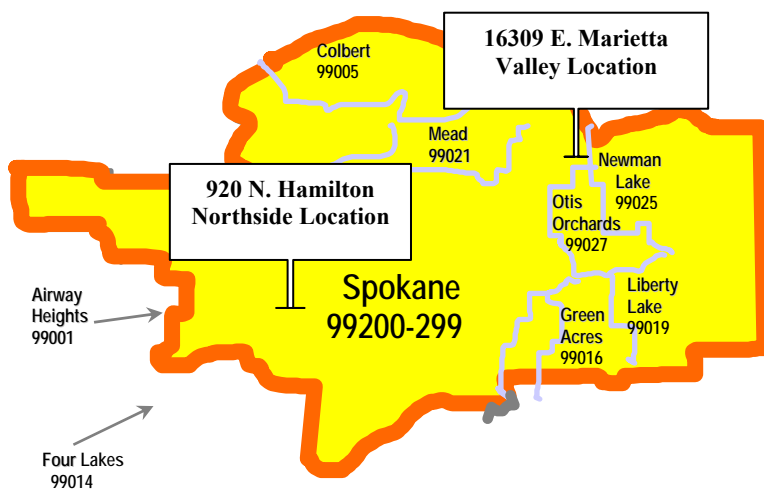 Colbert
99005
16309 E. Marietta
Valley Location
Mead
99021
920 N. Hamilton
Northside Location
Newman
Lake
99025
Otis
Orchards
99027
Airway
Heights
99001
Spokane
99200-299
Liberty
Lake
99019
Green
Acres
99016
Four Lakes
99014